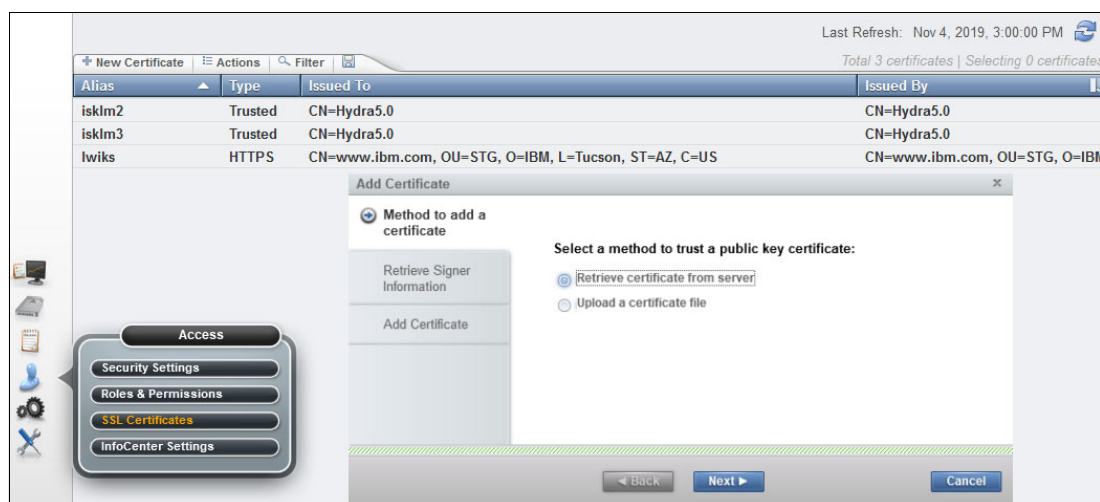 Last Refresh: Nov 4, 2019, 3:00:00 PM
New Certificate Actions Filter Total 3 certificates | Selecting 0 certificates
Alias Type Issued To Issued By
isklm2 Trusted CN=Hydra5.0 CN=Hydra5.0
isklm3 Trusted CN=Hydra5.0 CN=Hydra5.0
lwiks HTTPS CN=www.ibm.com, OU=STG, O=IBM, L=Tucson, ST=AZ, C=US CN=www.ibm.com, OU=STG, O=IBM
Add Certificate x
Method to add a
certificate
Retrieve Signer
Information
Add Certificate
Select a method to trust a public key certificate:
Retrieve certificate from server
Upload a certificate file
Access
Security Settings
Roles & Permissions
SSL Certificates
InfoCenter Settings
Back Next Cancel